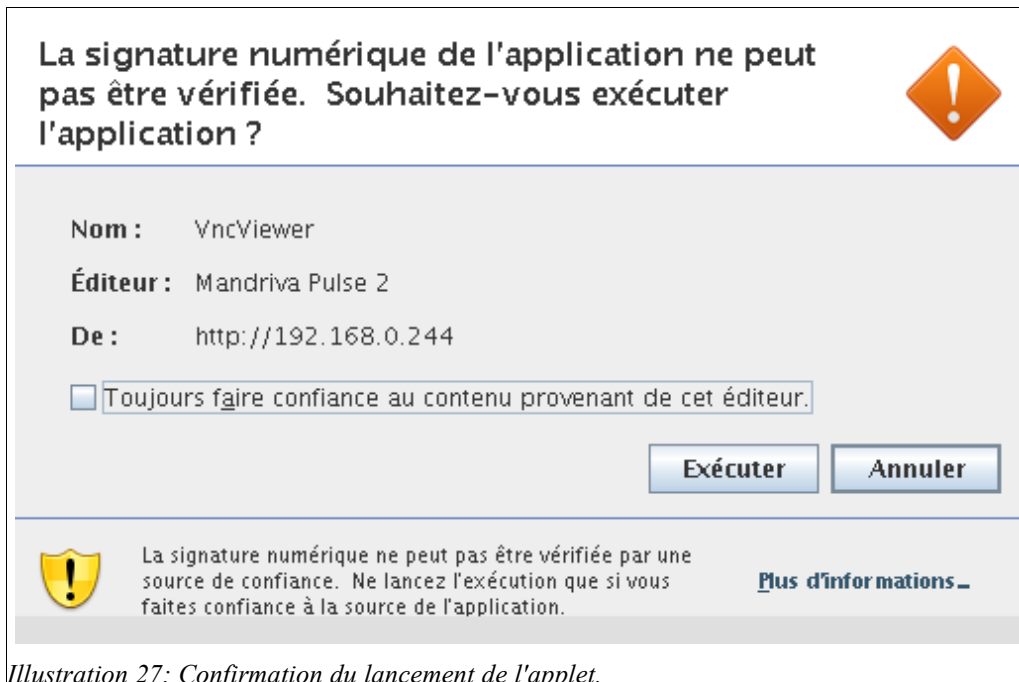 La signature numérique de l'application ne peut
pas être vérifiée. Souhaitez-vous exécuter
l'application ?
Nom : VncViewer
Éditeur : Mandriva Pulse 2
De : http://192.168.0.244
Toujours faire confiance au contenu provenant de cet éditeur.
Exécuter Annuler
La signature numérique ne peut pas être vérifiée par une
source de confiance. Ne lancez l'exécution que si vous
faites confiance à la source de l'application.
Plus d'informations...
Illustration 27: Confirmation du lancement de l'applet.